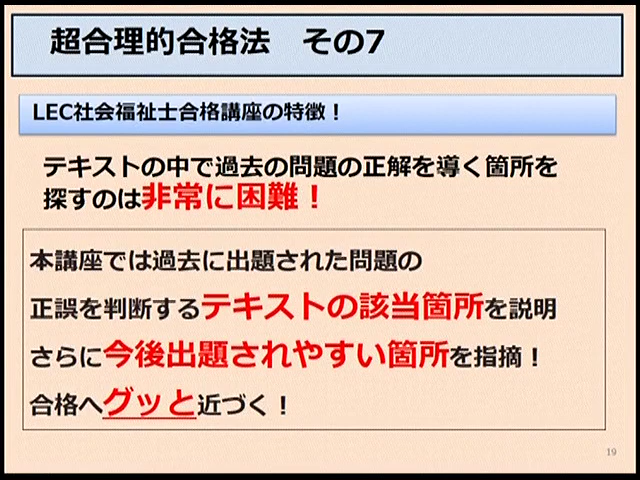 超合理的合格法　その7
LEC社会福祉士合格講座の特徴！
テキストの中で過去の問題の正解を導く箇所を
探すのは非常に困難！
本講座では過去に出題された問題の
正誤を判断するテキストの該当箇所を説明
さらに今後出題されやすい箇所を指摘！
合格へグッと近づく！
19